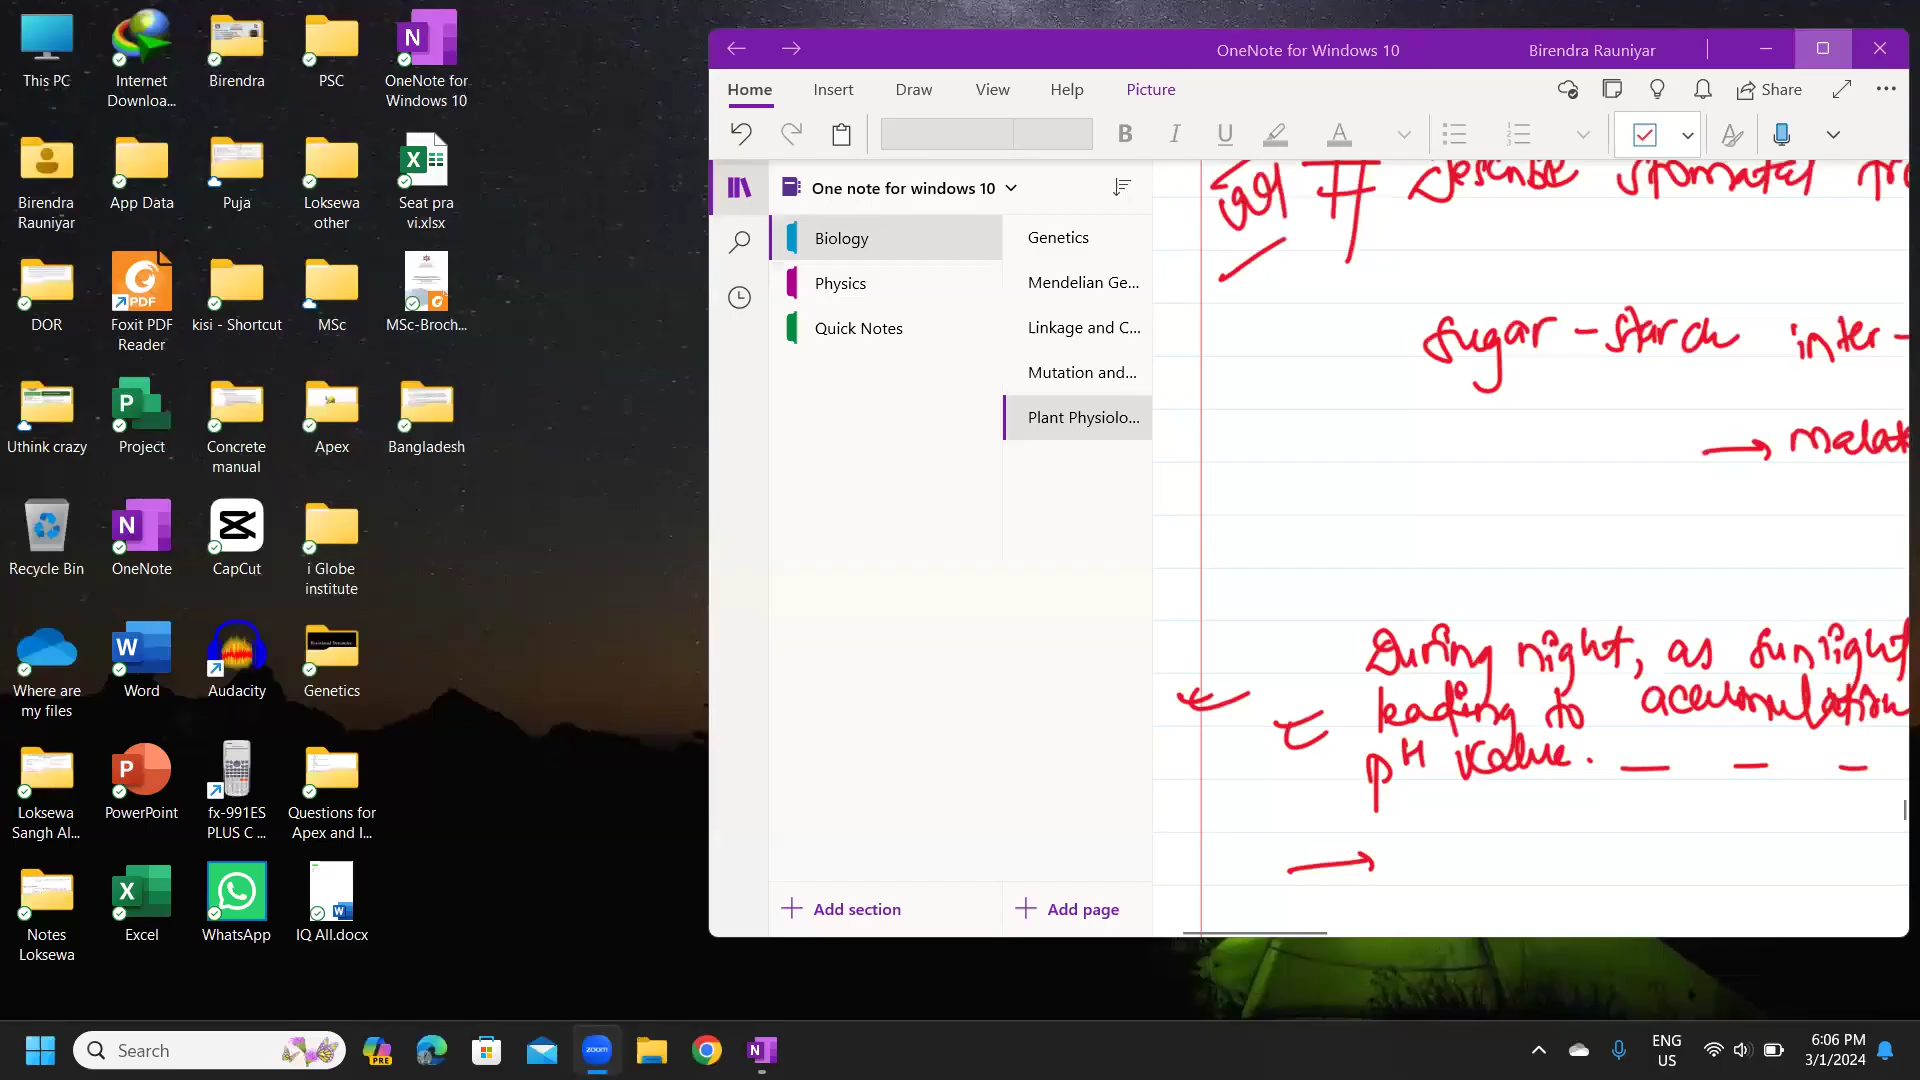 This PC
Internet
Downloa...
Birendra
PSC
OneNote for
Windows 10
Birendra
Rauniyar
App Data
Puja
Loksewa
other
Seat pra
vi.xlsx
DOR
Foxit PDF
Reader
kisi - Shortcut
MSc
MSc-Broch...
Uthink crazy
Project
Concrete
manual
Apex
Bangladesh
Recycle Bin
OneNote
CapCut
i Globe
institute
Where are
my files
Word
Audacity
Genetics
Loksewa
Sangh Al...
PowerPoint
fx-991ES
PLUS C ...
Questions for
Apex and I...
Notes
Loksewa
Excel
WhatsApp
IQ All.docx
OneNote for Windows 10
Birendra Rauniyar
Home Insert Draw View Help Picture
Share
One note for windows 10
Biology
Physics
Quick Notes
Genetics
Mendelian Ge...
Linkage and C...
Mutation and...
Plant Physiolo...
Add section
Add page
# Describe stomatal
sugar - starch inter -
→ malat
During night, as sunlight
leading to accumulation
pH value. — — —
→
Search
PRE
zoom
ENG
US
6:06 PM
3/1/2024